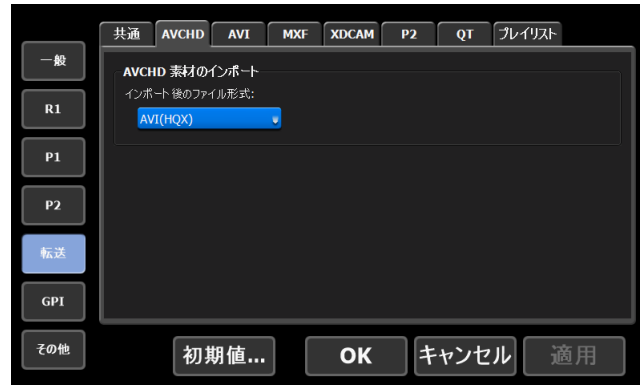 共通 AVCHD AVI MXF XDCAM P2 QT プレイリスト
一般
R1
P1
P2
転送
GPI
その他
AVCHD 素材のインポート
インポート後のファイル形式:
AVI(HQX)
初期値... OK キャンセル 適用